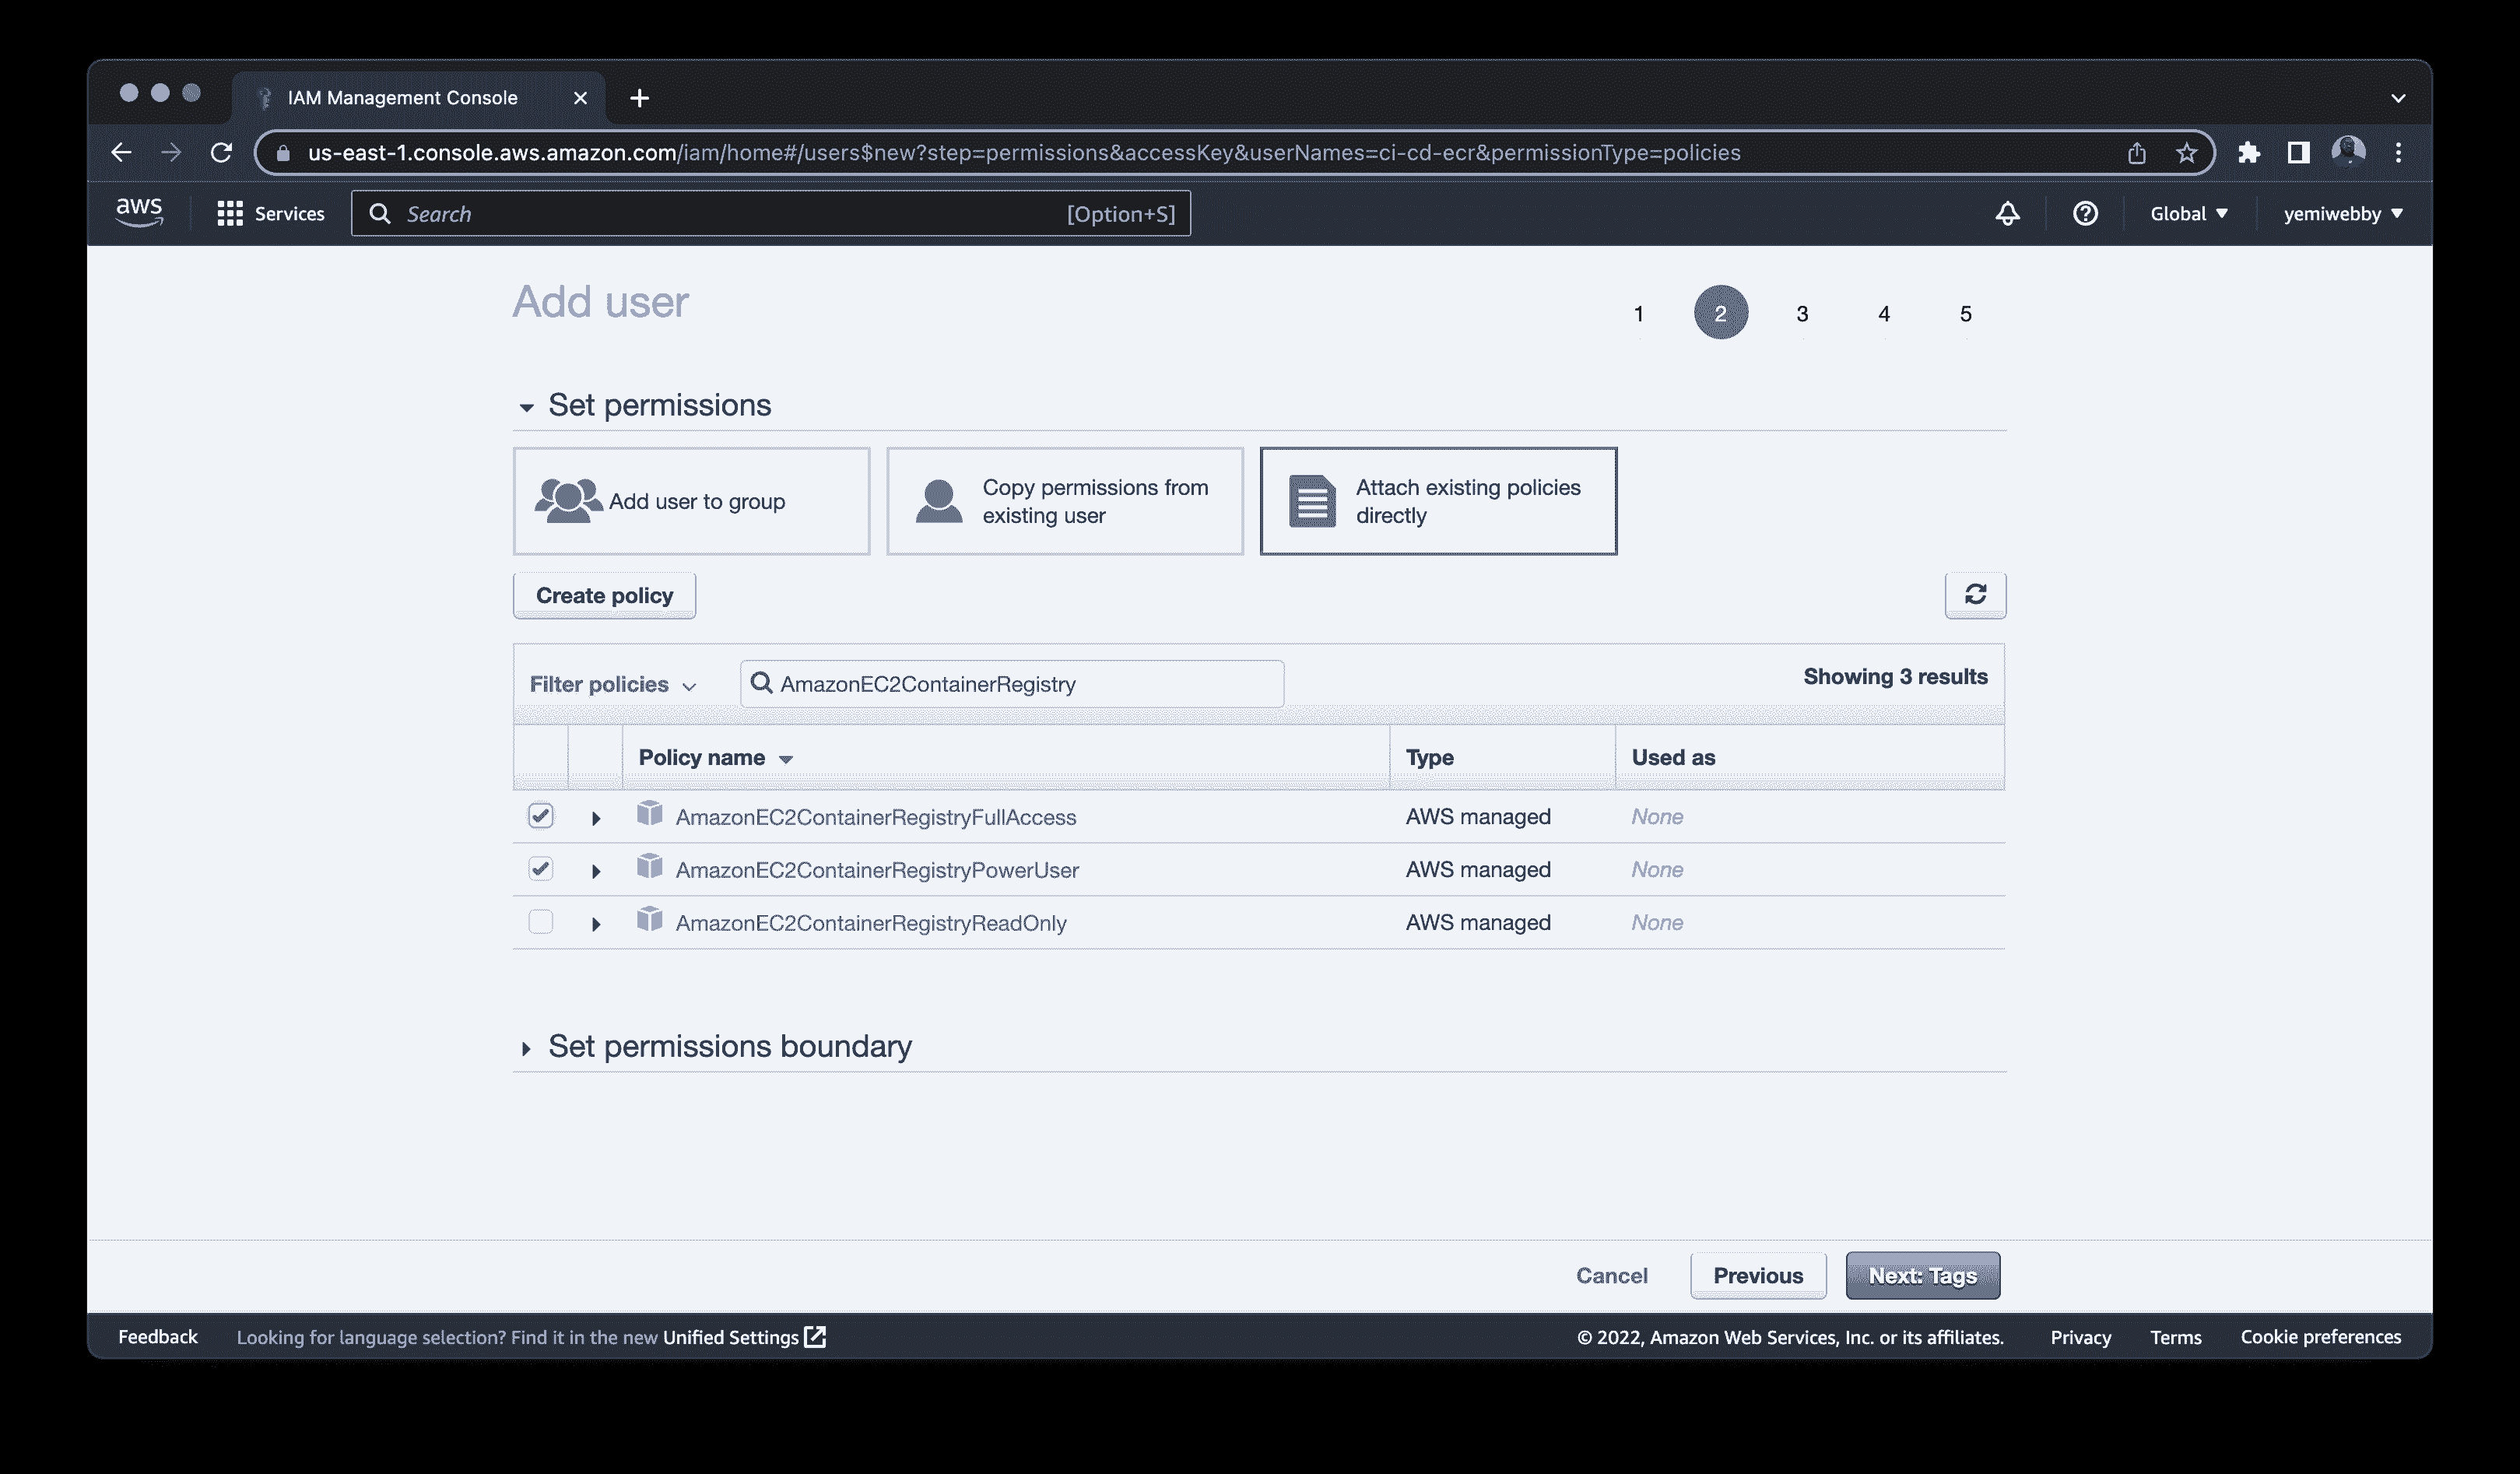 IAM Management Console
us-east-1.console.aws.amazon.com/iam/home#/users$new?step=permissions&accessKey&userNames=ci-cd-ecr&permissionType=policies
aws Services Search [Option+S] Global yemiwebby
Add user 1 2 3 4 5
Set permissions
Add user to group
Copy permissions from
existing user
Attach existing policies
directly
Create policy
Filter policies AmazonEC2ContainerRegistry Showing 3 results
Policy name Type Used as
AmazonEC2ContainerRegistryFullAccess AWS managed None
AmazonEC2ContainerRegistryPowerUser AWS managed None
AmazonEC2ContainerRegistryReadOnly AWS managed None
Set permissions boundary
Cancel Previous Next: Tags
Feedback Looking for language selection? Find it in the new Unified Settings © 2022, Amazon Web Services, Inc. or its affiliates. Privacy Terms Cookie preferences